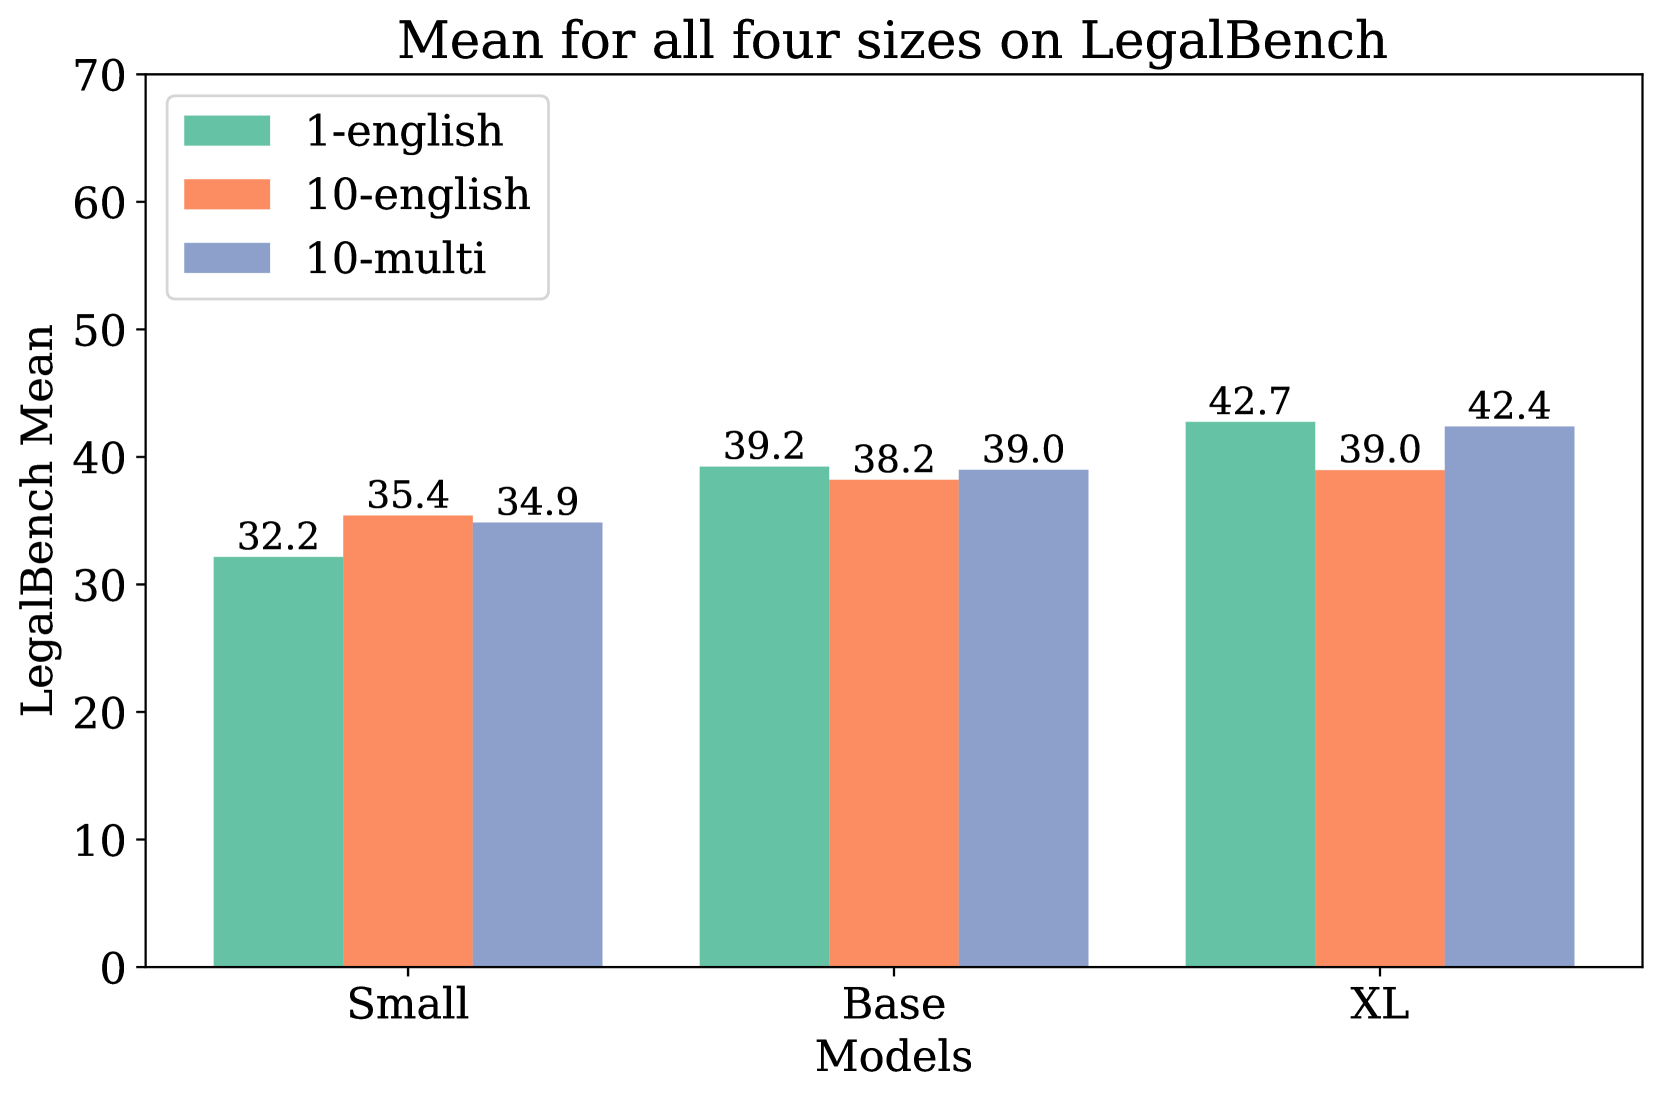 Mean for all four sizes on LegalBench
70
60
50
40
30
20
10
0
LegalBench Mean
1-english
10-english
10-multi
32.2
35.4
34.9
39.2
38.2
39.0
42.7
39.0
42.4
Small
Base
XL
Models